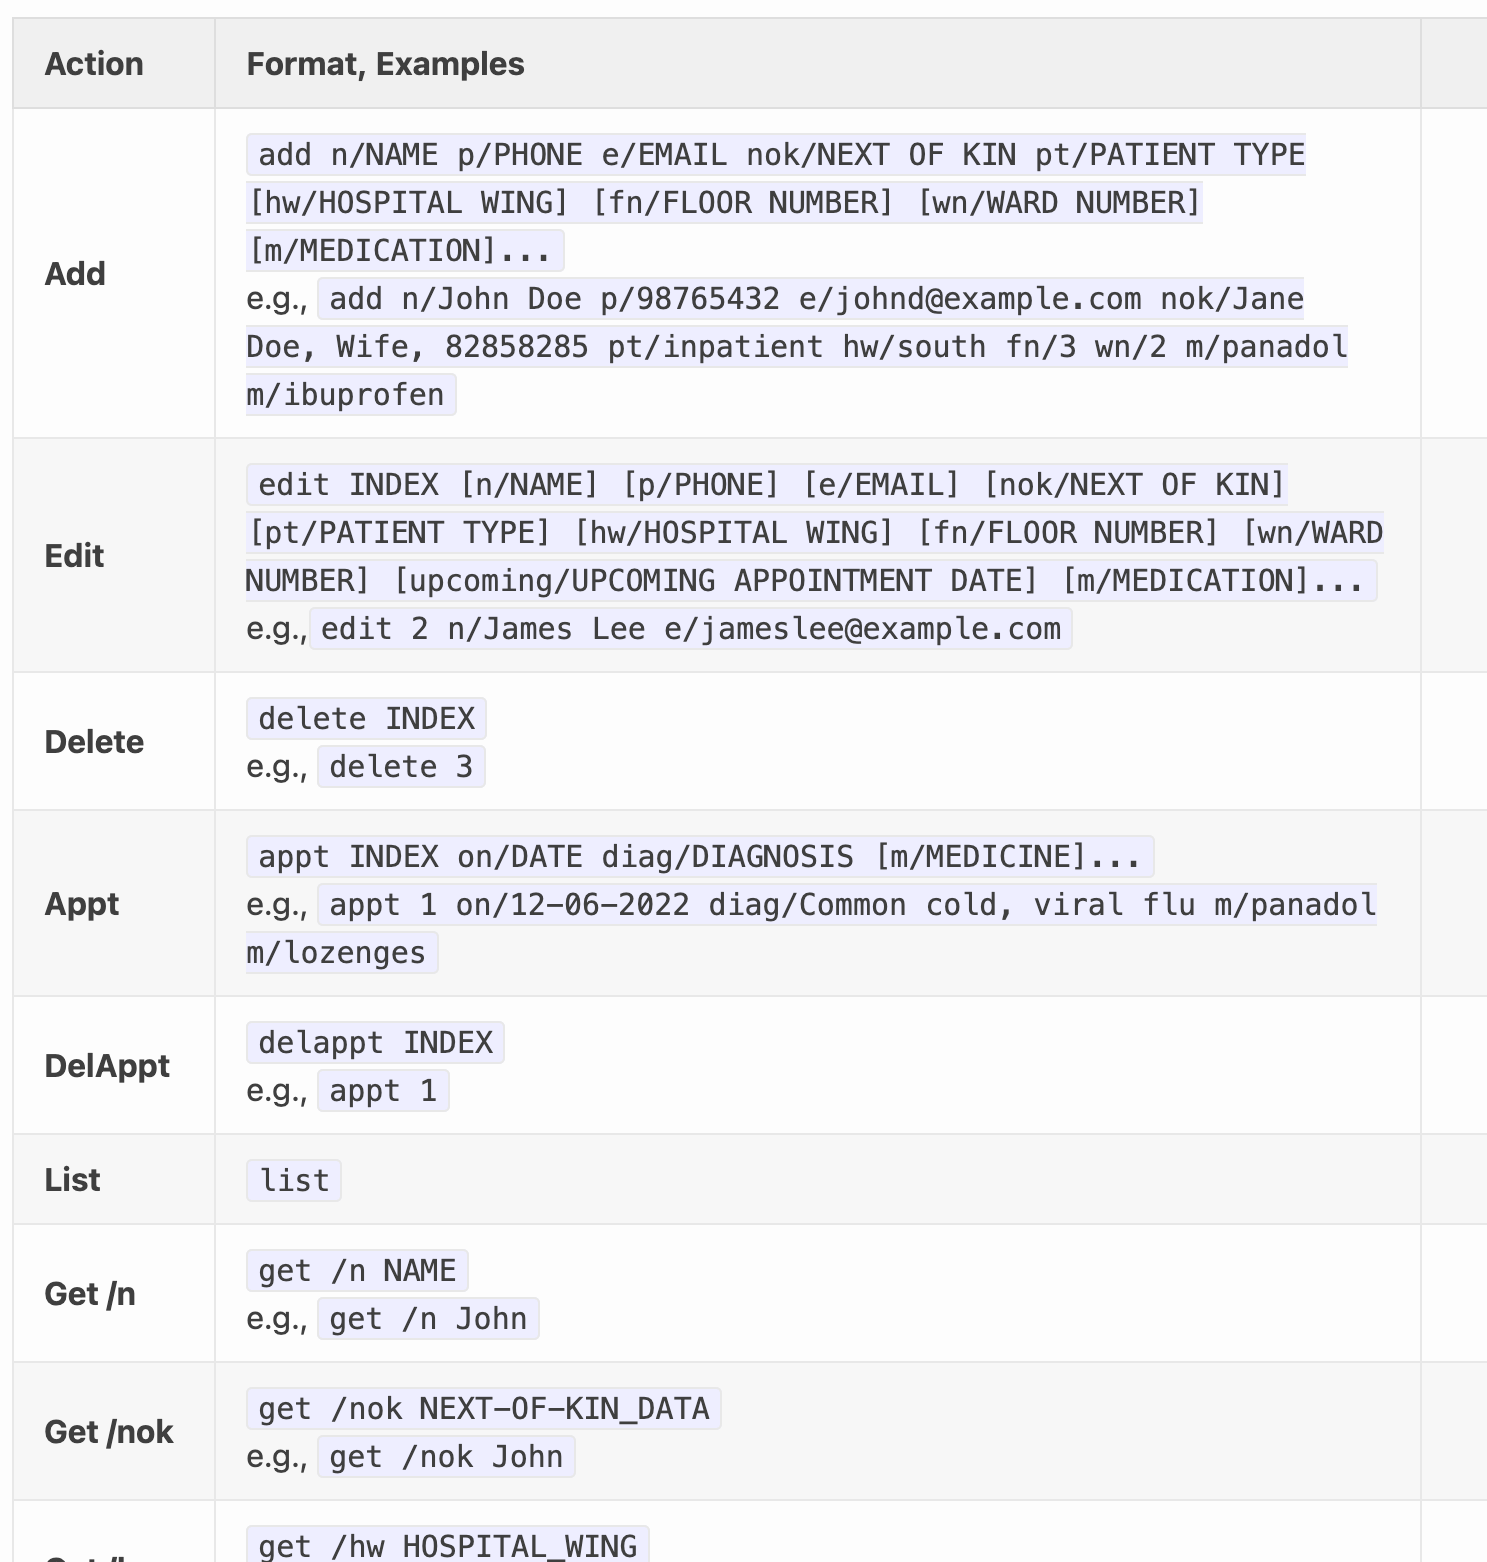 Action
Format, Examples
Add
add n/NAME p/PHONE e/EMAIL nok/NEXT OF KIN pt/PATIENT TYPE
[hw/HOSPITAL WING] [fn/FLOOR NUMBER] [wn/WARD NUMBER]
[m/MEDICATION]...
e.g., add n/John Doe p/98765432 e/johnd@example.com nok/Jane
Doe, Wife, 82858285 pt/inpatient hw/south fn/3 wn/2 m/panadol
m/ibuprofen
Edit
edit INDEX [n/NAME] [p/PHONE] [e/EMAIL] [nok/NEXT OF KIN]
[pt/PATIENT TYPE] [hw/HOSPITAL WING] [fn/FLOOR NUMBER] [wn/WARD
NUMBER] [upcoming/UPCOMING APPOINTMENT DATE] [m/MEDICATION]...
e.g., edit 2 n/James Lee e/jameslee@example.com
Delete
delete INDEX
e.g., delete 3
Appt
appt INDEX on/DATE diag/DIAGNOSIS [m/MEDICINE]...
e.g., appt 1 on/12-06-2022 diag/Common cold, viral flu m/panadol
m/lozenges
DelAppt
delappt INDEX
e.g., appt 1
List
list
Get /n
get /n NAME
e.g., get /n John
Get /nok
get /nok NEXT-OF-KIN_DATA
e.g., get /nok John
get /hw HOSPITAL_WING